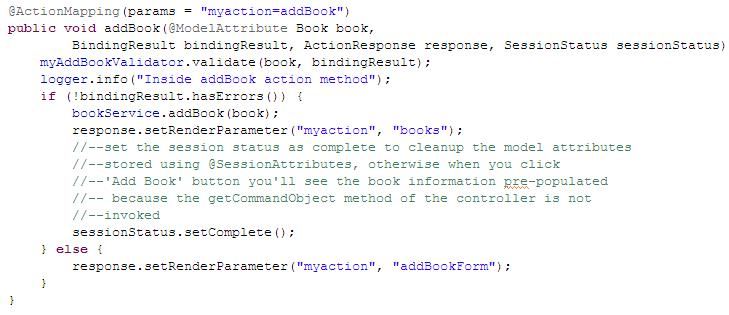 @ActionMapping(params = "myaction=addBook")
public void addBook(@ModelAttribute Book book,
        BindingResult bindingResult, ActionResponse response, SessionStatus sessionStatus)
    myAddBookValidator.validate(book, bindingResult);
    logger.info("Inside addBook action method");
    if (!bindingResult.hasErrors()) {
        bookService.addBook(book);
        response.setRenderParameter("myaction", "books");
        //--set the session status as complete to cleanup the model attributes
        //--stored using @SessionAttributes, otherwise when you click
        //--'Add Book' button you'll see the book information pre-populated
        //-- because the getCommandObject method of the controller is not
        //--invoked
        sessionStatus.setComplete();
    } else {
        response.setRenderParameter("myaction", "addBookForm");
    }
}